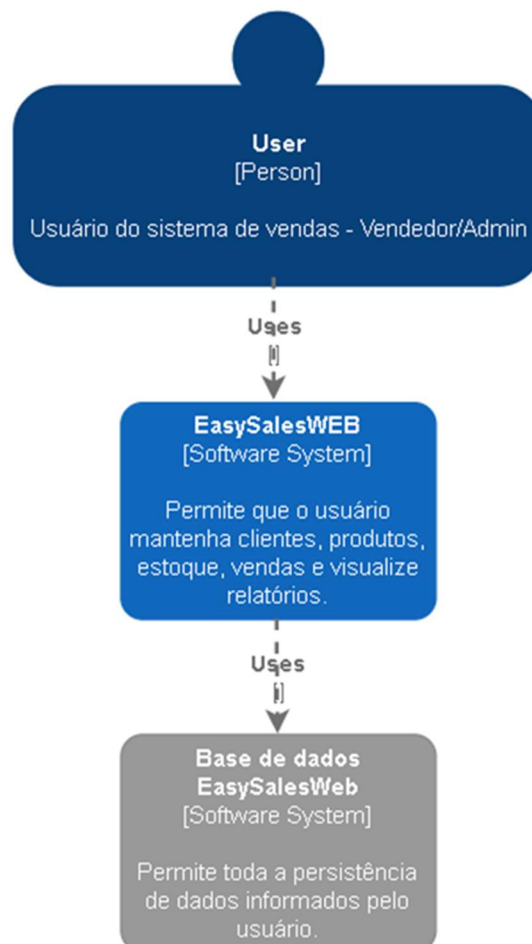 User
[Person]
Usuário do sistema de vendas - Vendedor/Admin
Uses
[]
EasySalesWEB
[Software System]
Permite que o usuário
mantenha clientes, produtos,
estoque, vendas e visualize
relatórios.
Uses
[]
Base de dados
EasySalesWeb
[Software System]
Permite toda a persistência
de dados informados pelo
usuário.